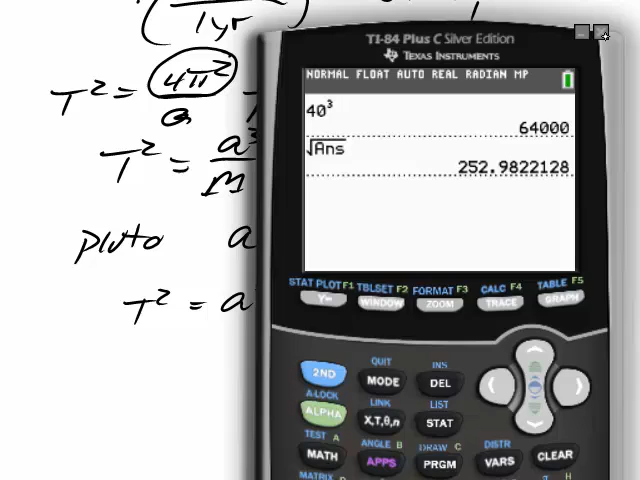 1yr
TI-84 Plus C Silver Edition
TEXAS INSTRUMENTS
NORMAL FLOAT AUTO REAL RADIAN MP
40³
64000
√Ans
252.9822128
T² = 4π²
G
T² = a³
M
pluto a
T² = a
STAT PLOT F1 TBLSET F2 FORMAT F3 CALC F4 TABLE F5
Y= WINDOW ZOOM TRACE GRAPH
QUIT INS
2ND MODE DEL
A-LOCK LINK LIST
ALPHA X,T,θ,n STAT
TEST A ANGLE B DRAW C DISTR
MATH APPS PRGM VARS CLEAR
MATRIX H